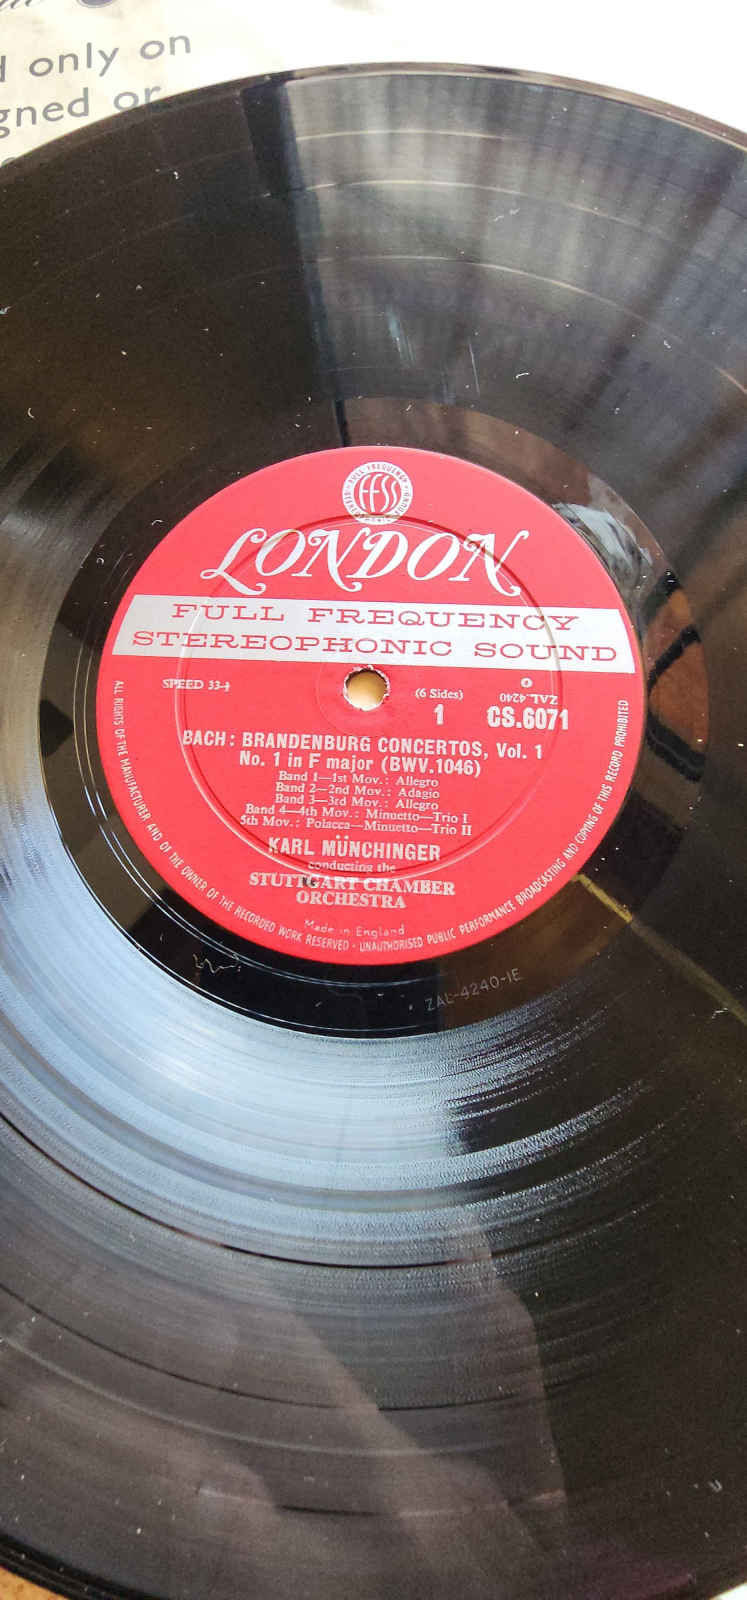 d only on
gned or
FULL FREQUENCY
STEREOPHONIC SOUND
FFSS
LONDON
FULL FREQUENCY
STEREOPHONIC SOUND
SPEED 33-⅓
(6 Sides)
1
ZAL.4240
CS.6071
BACH: BRANDENBURG CONCERTOS, Vol. 1
No. 1 in F major (BWV.1046)
Band 1—1st Mov.: Allegro
Band 2—2nd Mov.: Adagio
Band 3—3rd Mov.: Allegro
Band 4—4th Mov.: Minuetto—Trio I
5th Mov.: Polacca—Minuetto—Trio II
KARL MÜNCHINGER
conducting the
STUTTGART CHAMBER
ORCHESTRA
Made in England
ALL RIGHTS OF THE MANUFACTURER AND OF THE OWNER OF THE RECORDED WORK RESERVED · UNAUTHORISED PUBLIC PERFORMANCE BROADCASTING AND COPYING OF THIS RECORD PROHIBITED
ZAL-4240-1E